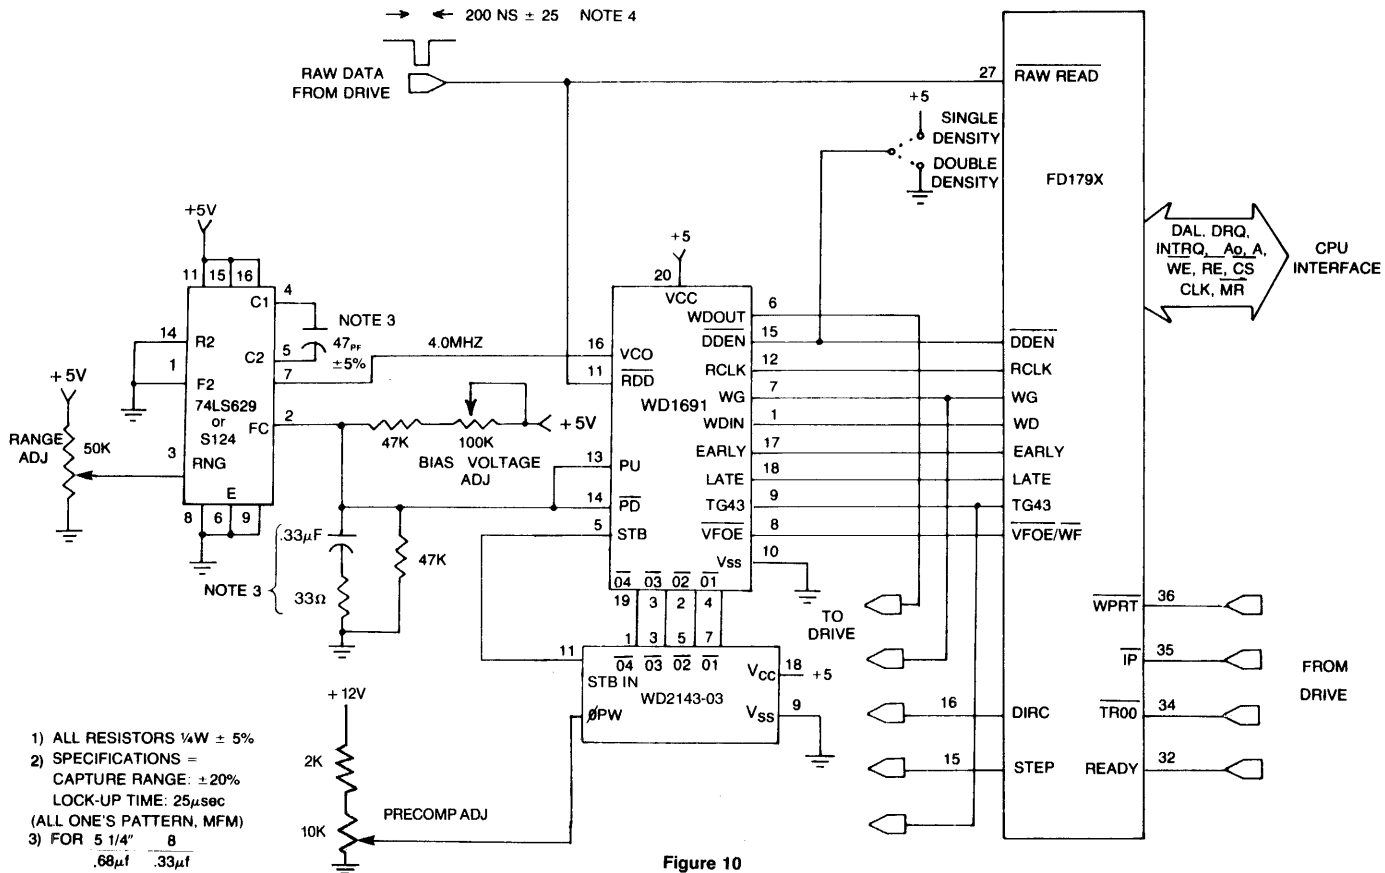 200 NS ± 25 NOTE 4
RAW DATA
FROM DRIVE
27
RAW READ
+5
SINGLE
DENSITY
DOUBLE
DENSITY
FD179X
DAL, DRQ,
INTRQ, Ao, A,
WE, RE, CS
CLK, MR
CPU
INTERFACE
+5V
11 15 16
4
C1
NOTE 3
47PF
±5%
14
R2
C2
5
1
F2
7
4.0MHZ
74LS629
or
S124
FC
2
+5V
RANGE
ADJ
50K
3
RNG
E
8 6 9
47K
100K
+5V
BIAS VOLTAGE
ADJ
.33µF
47K
NOTE 3
33Ω
+5
20
VCC
WDOUT
6
16
VCO
DDEN
15
11
RDD
RCLK
12
WD1691
WG
7
WDIN
1
13
PU
EARLY
17
LATE
18
14
PD
TG43
9
5
STB
VFOE
8
Vss
10
04 03 02 01
19 3 2 4
1 3 5 7
04 03 02 01
11
STB IN
WD2143-03
ØPW
VCC
18
+5
VSS
9
DDEN
RCLK
WG
WD
EARLY
LATE
TG43
VFOE/WF
TO
DRIVE
WPRT
36
IP
35
FROM
DRIVE
16
DIRC
TR00
34
15
STEP
READY
32
+12V
2K
10K
PRECOMP ADJ
1) ALL RESISTORS ¼W ± 5%
2) SPECIFICATIONS =
CAPTURE RANGE: ±20%
LOCK-UP TIME: 25µsec
(ALL ONE'S PATTERN, MFM)
3) FOR 5 1/4" 8
.68µf .33µf
Figure 10